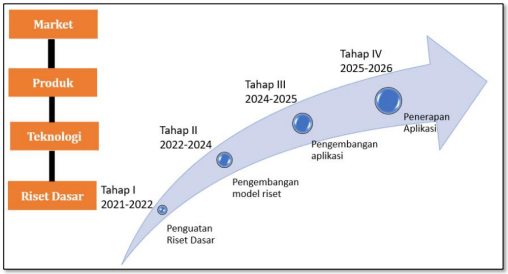 Market
Produk
Teknologi
Riset Dasar
Tahap I
2021-2022
Penguatan
Riset Dasar
Tahap II
2022-2024
Pengembangan
model riset
Tahap III
2024-2025
Pengembangan
aplikasi
Tahap IV
2025-2026
Penerapan
Aplikasi